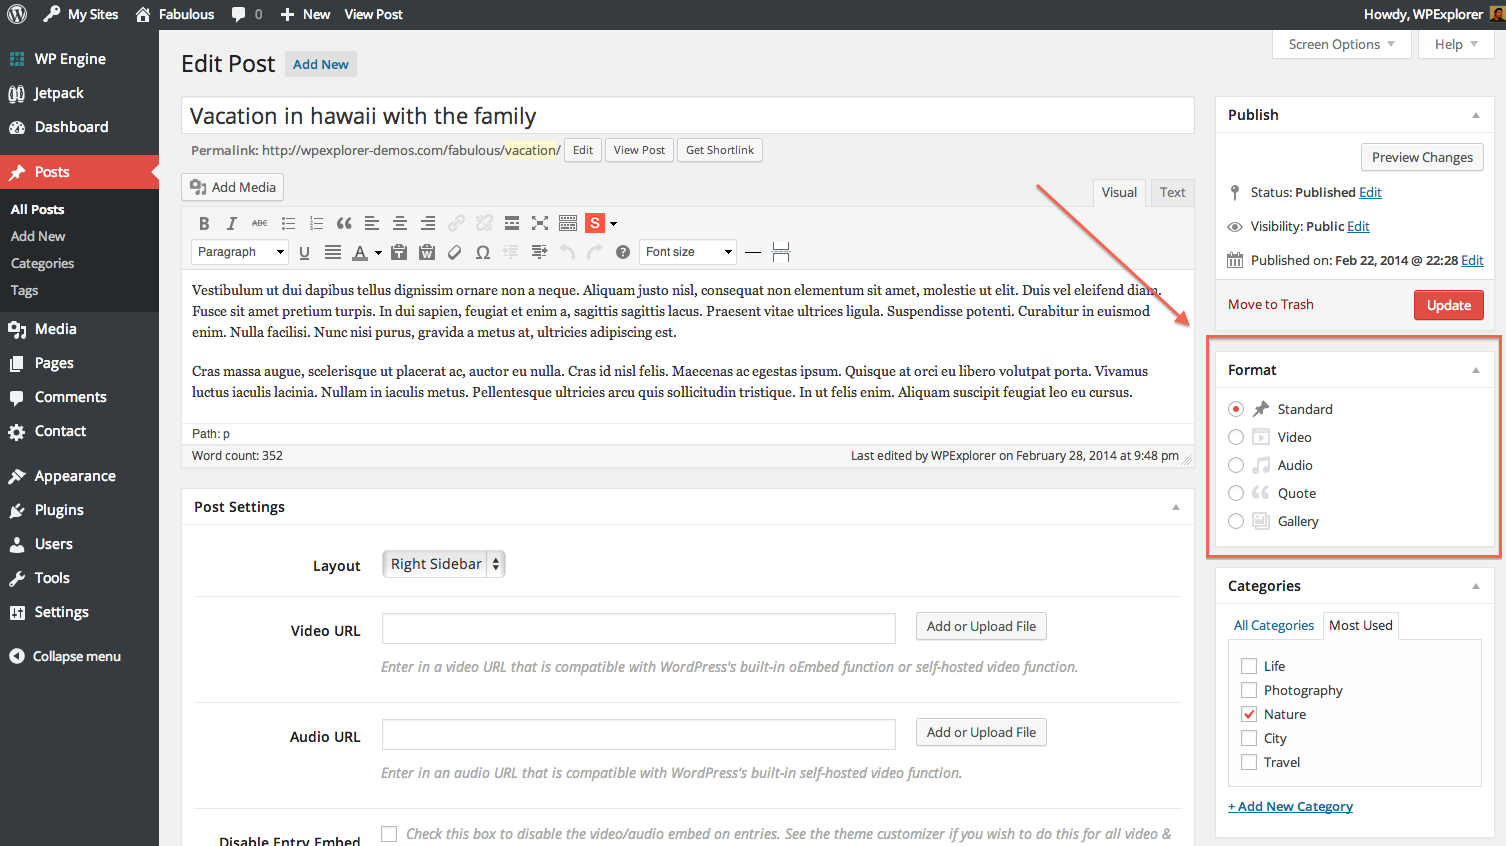 My Sites Fabulous 0 New View Post Howdy, WPExplorer
Screen Options Help
WP Engine
Jetpack
Dashboard
Posts
All Posts
Add New
Categories
Tags
Media
Pages
Comments
Contact
Appearance
Plugins
Users
Tools
Settings
Collapse menu
Edit Post Add New
Vacation in hawaii with the family
Permalink: http://wpexplorer-demos.com/fabulous/vacation/ Edit View Post Get Shortlink
Add Media Visual Text
B I ABC S
Paragraph U A T W Ω ? Font size
Vestibulum ut dui dapibus tellus dignissim ornare non a neque. Aliquam justo nisl, consequat non elementum sit amet, molestie ut elit. Duis vel eleifend diam.
Fusce sit amet pretium turpis. In dui sapien, feugiat et enim a, sagittis sagittis lacus. Praesent vitae ultrices ligula. Suspendisse potenti. Curabitur in euismod
enim. Nulla facilisi. Nunc nisi purus, gravida a metus at, ultricies adipiscing est.
Cras massa augue, scelerisque ut placerat ac, auctor eu nulla. Cras id nisl felis. Maecenas ac egestas ipsum. Quisque at orci eu libero volutpat porta. Vivamus
luctus iaculis lacinia. Nullam in iaculis metus. Pellentesque ultricies arcu quis sollicitudin tristique. In ut felis enim. Aliquam suscipit feugiat leo eu cursus.
Path: p
Word count: 352 Last edited by WPExplorer on February 28, 2014 at 9:48 pm
Post Settings
Layout Right Sidebar
Video URL Add or Upload File
Enter in a video URL that is compatible with WordPress's built-in oEmbed function or self-hosted video function.
Audio URL Add or Upload File
Enter in an audio URL that is compatible with WordPress's built-in self-hosted video function.
Disable Entry Embed Check this box to disable the video/audio embed on entries. See the theme customizer if you wish to do this for all video &
Publish
Preview Changes
Status: Published Edit
Visibility: Public Edit
Published on: Feb 22, 2014 @ 22:28 Edit
Move to Trash Update
Format
Standard
Video
Audio
Quote
Gallery
Categories
All Categories Most Used
Life
Photography
Nature
City
Travel
+ Add New Category